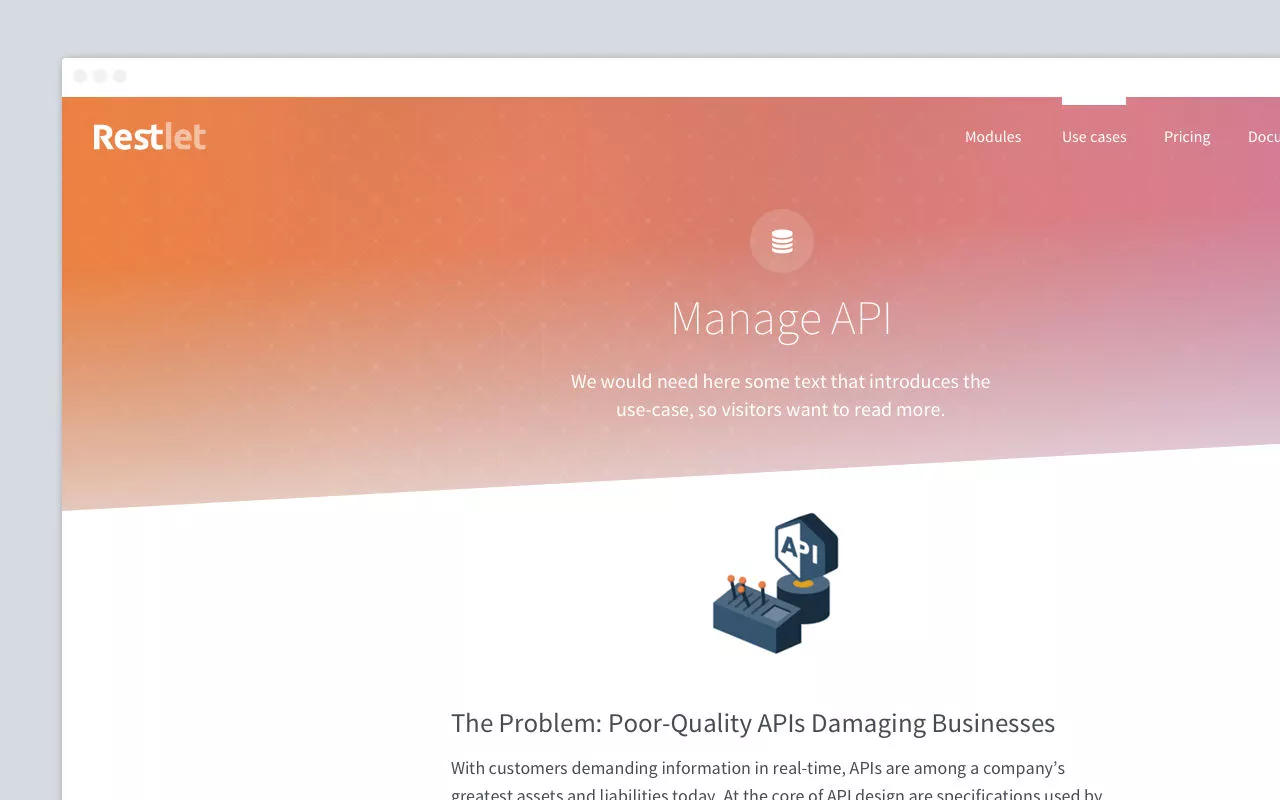 Restlet
Modules Use cases Pricing
Manage API
We would need here some text that introduces the
use-case, so visitors want to read more.
API
The Problem: Poor-Quality APIs Damaging Businesses
With customers demanding information in real-time, APIs are among a company’s
greatest assets and liabilities today. At the core of API design are specifications used by